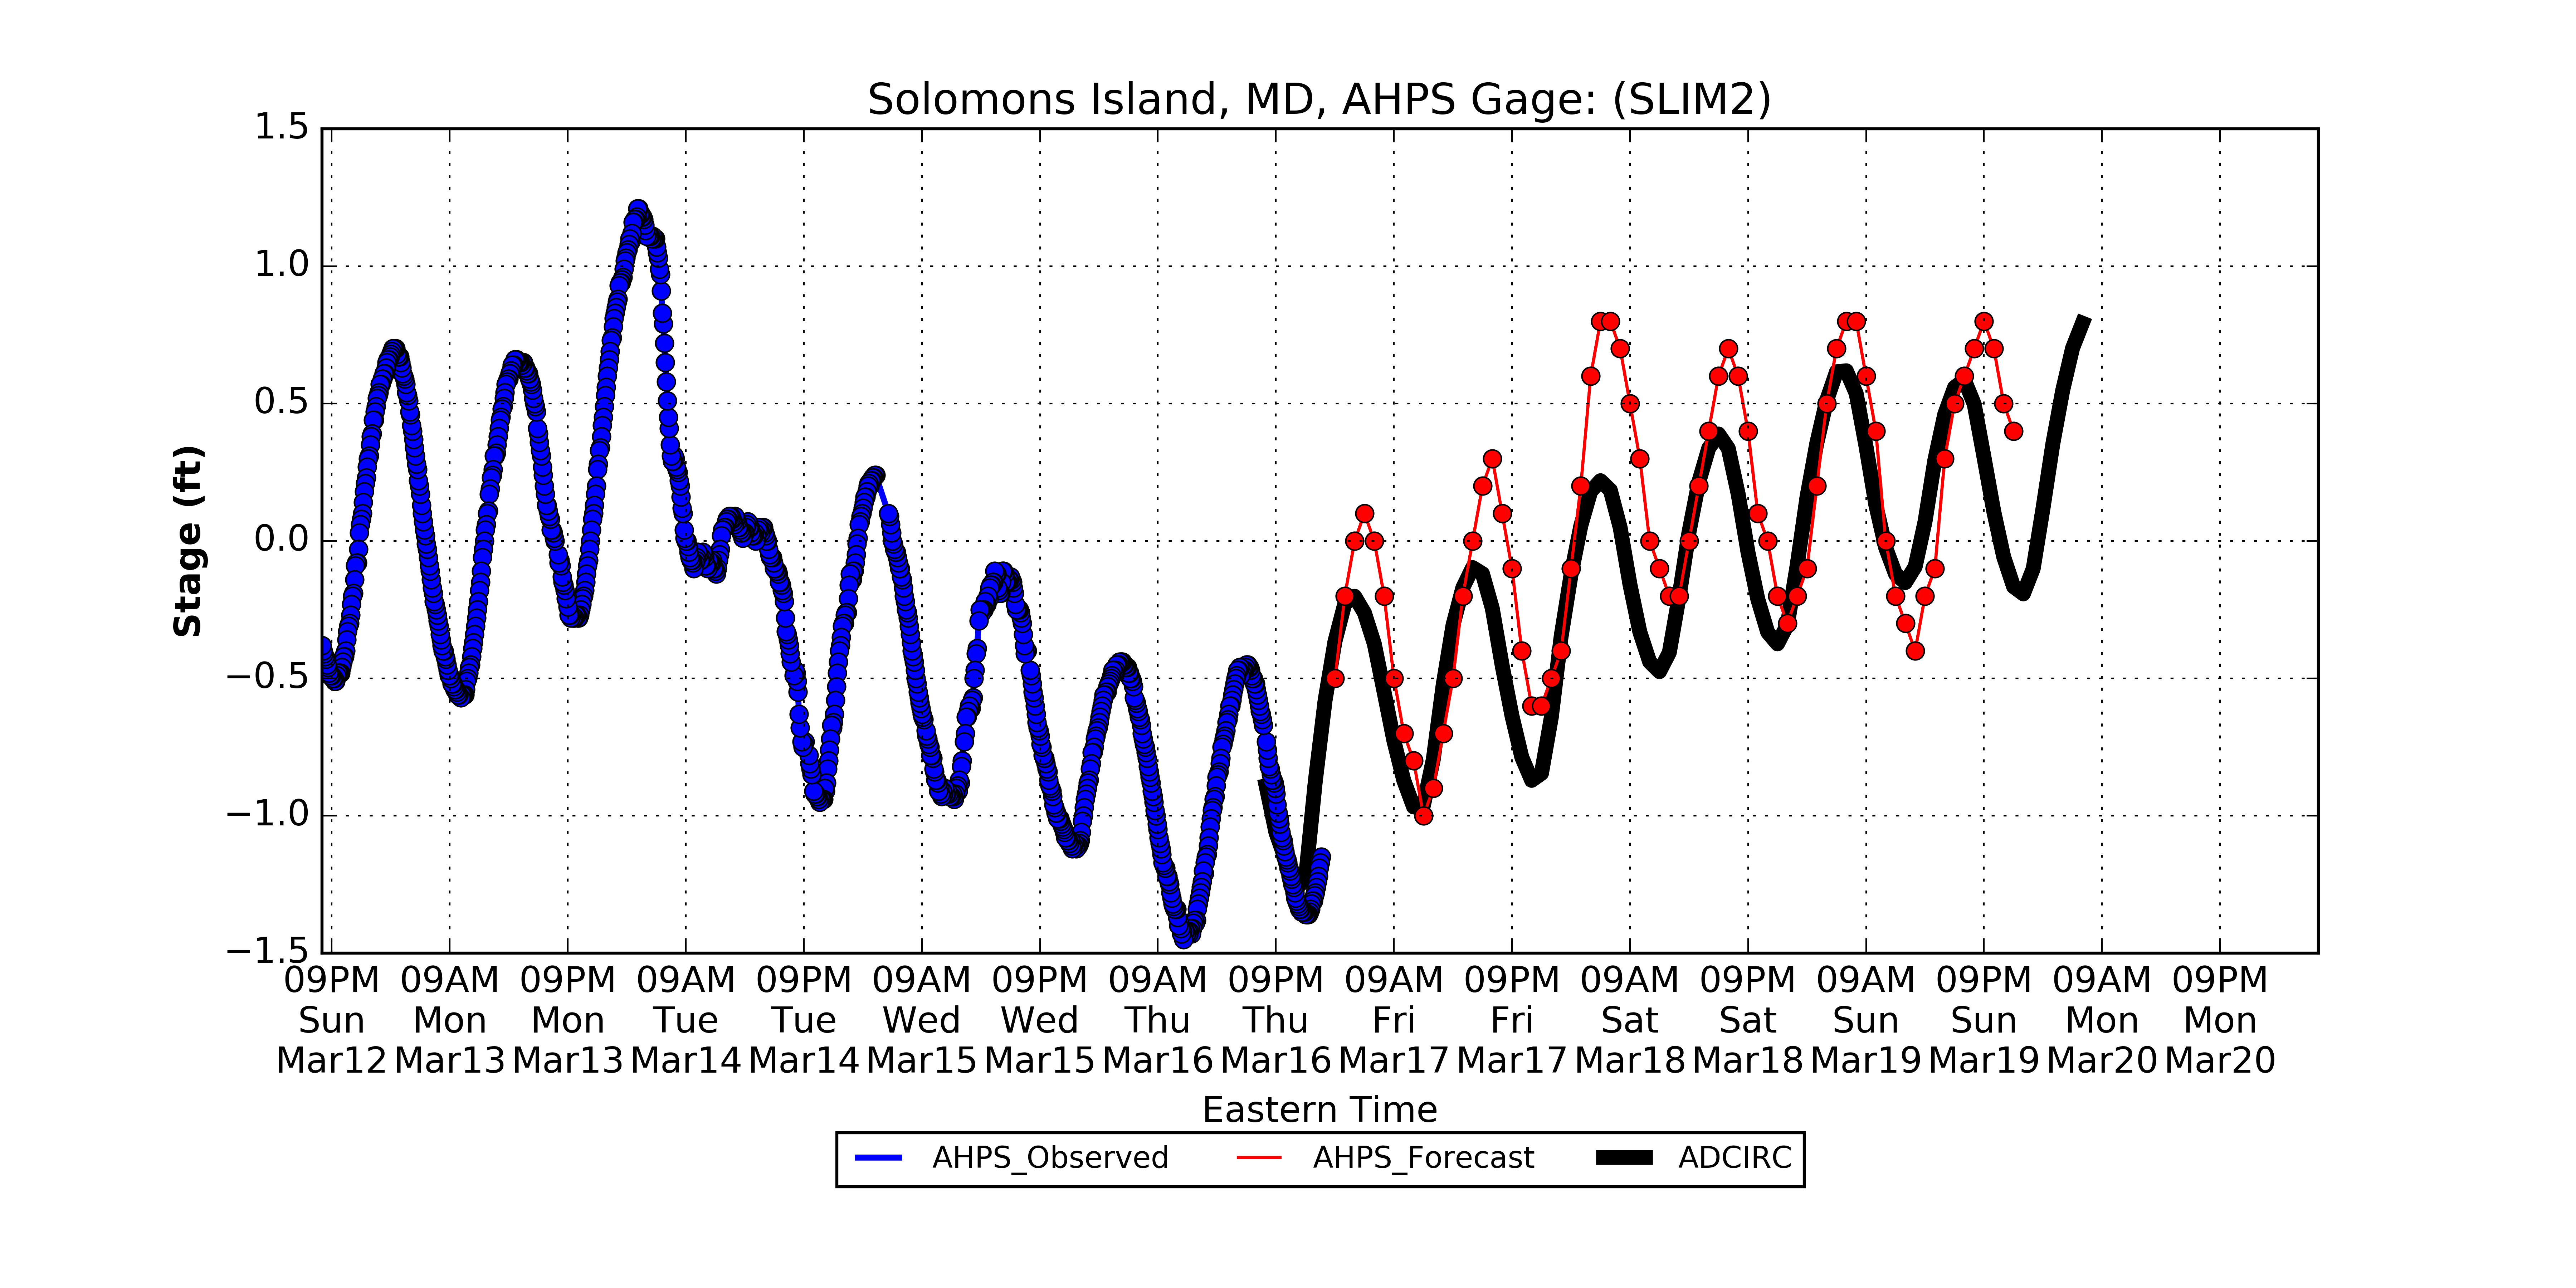 Solomons Island, MD, AHPS Gage: (SLIM2)
1.5
1.0
0.5
0.0
−0.5
−1.0
−1.5
Stage (ft)
09PM 09AM 09PM 09AM 09PM 09AM 09PM 09AM 09PM 09AM 09PM 09AM 09PM 09AM 09PM 09AM 09PM
Sun Mon Mon Tue Tue Wed Wed Thu Thu Fri Fri Sat Sat Sun Sun Mon Mon
Mar12 Mar13 Mar13 Mar14 Mar14 Mar15 Mar15 Mar16 Mar16 Mar17 Mar17 Mar18 Mar18 Mar19 Mar19 Mar20 Mar20
Eastern Time
AHPS_Observed AHPS_Forecast ADCIRC